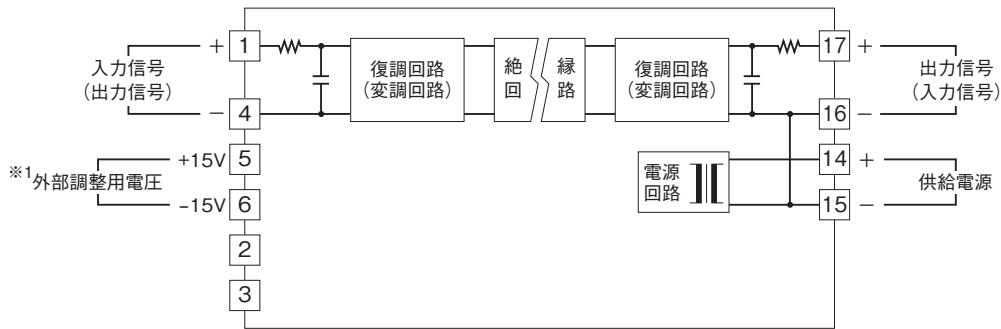 + 1
入力信号
(出力信号)
− 4
復調回路
(変調回路)
絶 縁
回 路
復調回路
(変調回路)
17 +
出力信号
(入力信号)
16 −
※1外部調整用電圧
+15V 5
−15V 6
2
3
電源
回路
14 +
供給電源
15 −